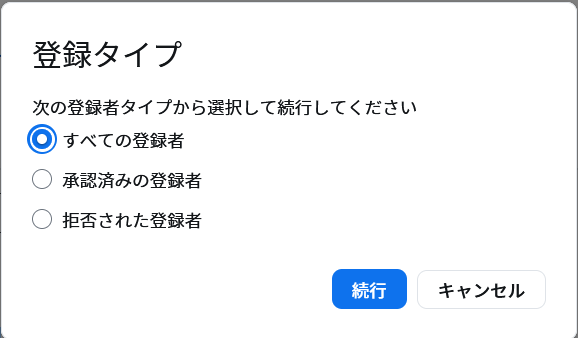 登録タイプ
次の登録者タイプから選択して続行してください
すべての登録者
承認済みの登録者
拒否された登録者
続行
キャンセル